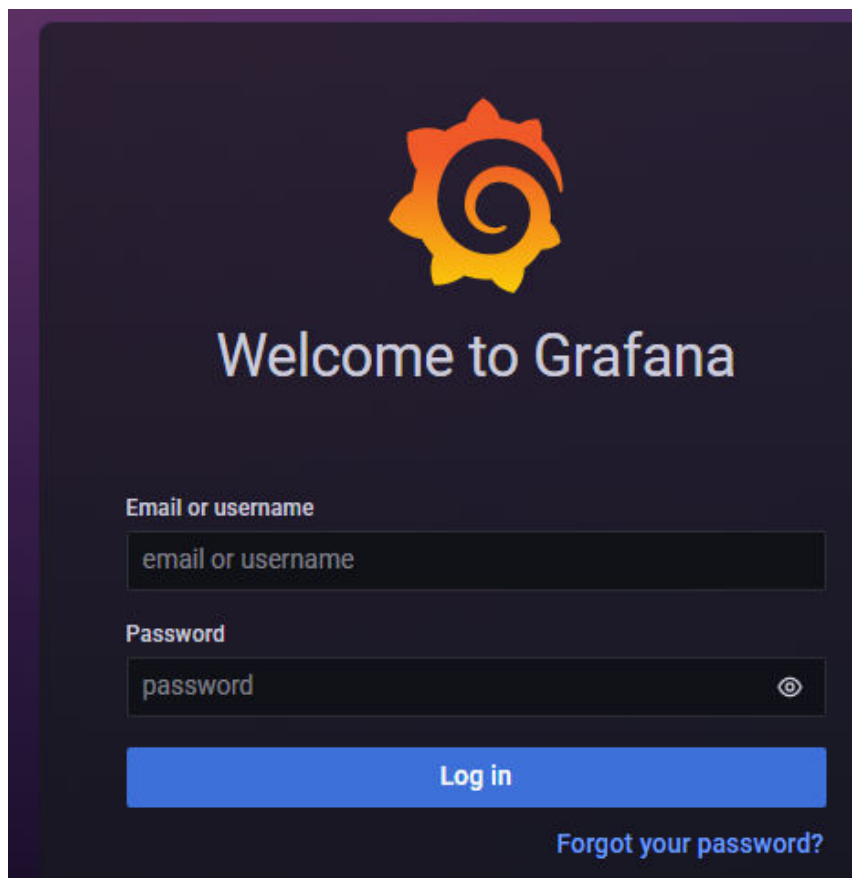 Welcome to Grafana
Email or username
email or username
Password
password
Log in
Forgot your password?